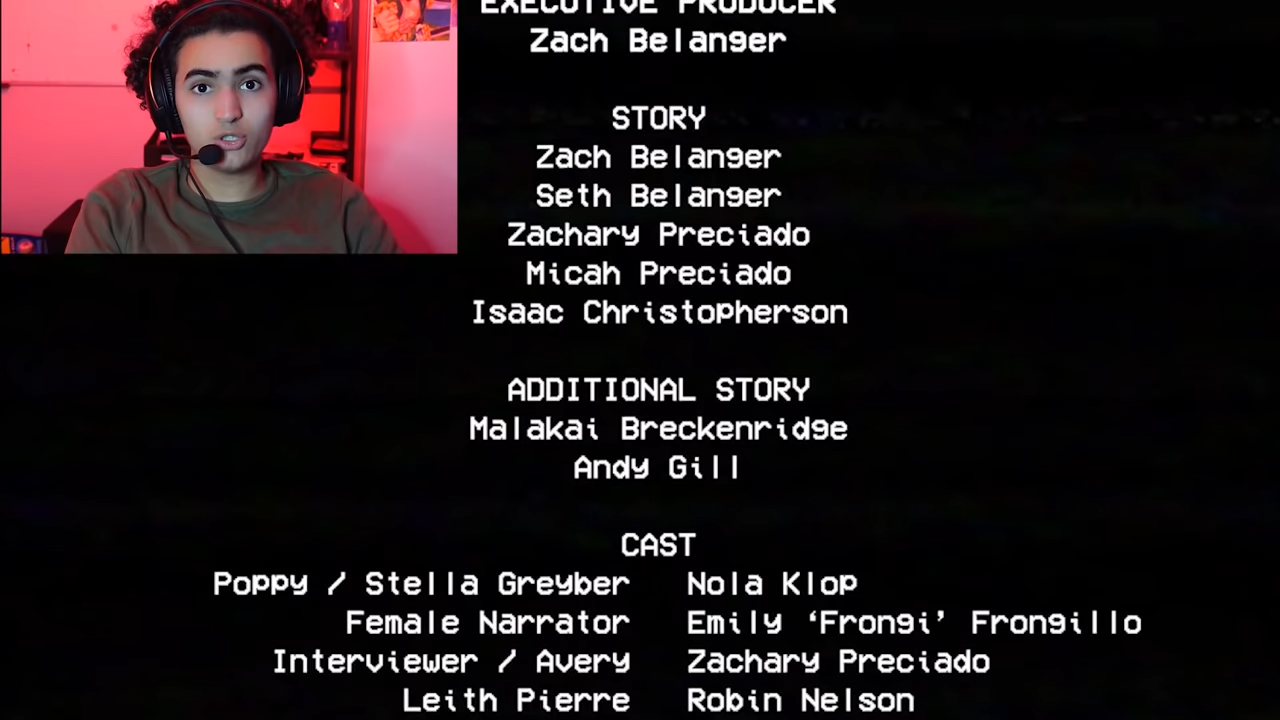 EXECUTIVE PRODUCER
Zach Belanger
STORY
Zach Belanger
Seth Belanger
Zachary Preciado
Micah Preciado
Isaac Christopherson
ADDITIONAL STORY
Malakai Breckenridge
Andy Gill
CAST
Poppy / Stella Greyber Nola Klop
Female Narrator Emily ‘Frongi’ Frongillo
Interviewer / Avery Zachary Preciado
Leith Pierre Robin Nelson